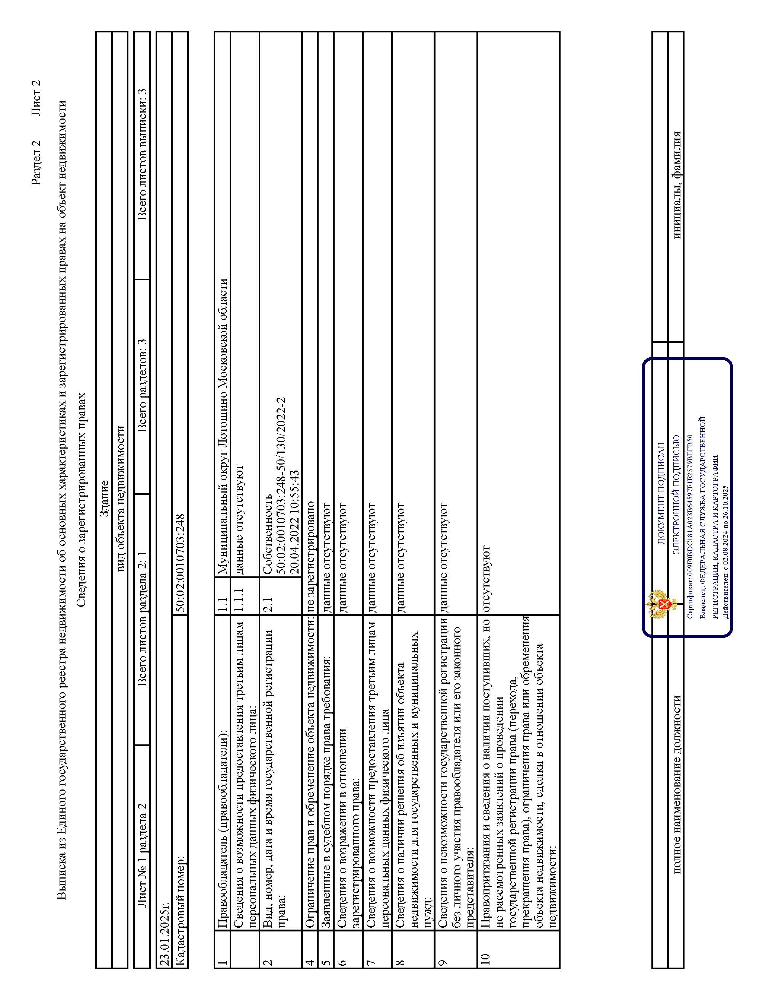 Раздел 2 Лист 2
Выписка из Единого государственного реестра недвижимости об основных характеристиках и зарегистрированных правах на объект недвижимости
Сведения о зарегистрированных правах
Здание
вид объекта недвижимости
Лист № 1 раздела 2 Всего листов раздела 2: 1 Всего разделов: 3 Всего листов выписки: 3
23.01.2025г.
Кадастровый номер: 50:02:0010703:248
1 Правообладатель (правообладатели): 1.1 Муниципальный округ Лотошино Московской области
Сведения о возможности предоставления третьим лицам 1.1.1 данные отсутствуют
персональных данных физического лица:
2 Вид, номер, дата и время государственной регистрации 2.1 Собственность
права: 50:02:0010703:248-50/130/2022-2
20.04.2022 10:55:43
4 Ограничение прав и обременение объекта недвижимости: не зарегистрировано
5 Заявленные в судебном порядке права требования: данные отсутствуют
6 Сведения о возражении в отношении данные отсутствуют
зарегистрированного права:
7 Сведения о возможности предоставления третьим лицам данные отсутствуют
персональных данных физического лица
8 Сведения о наличии решения об изъятии объекта данные отсутствуют
недвижимости для государственных и муниципальных
нужд:
9 Сведения о невозможности государственной регистрации данные отсутствуют
без личного участия правообладателя или его законного
представителя:
10 Правопритязания и сведения о наличии поступивших, но отсутствуют
не рассмотренных заявлений о проведении
государственной регистрации права (перехода,
прекращения права), ограничения права или обременения
объекта недвижимости, сделки в отношении объекта
недвижимости:
ДОКУМЕНТ ПОДПИСАН
ЭЛЕКТРОННОЙ ПОДПИСЬЮ
Сертификат: 009F0BDC181A023B64597F1E2579BEFB50
Владелец: ФЕДЕРАЛЬНАЯ СЛУЖБА ГОСУДАРСТВЕННОЙ
РЕГИСТРАЦИИ, КАДАСТРА И КАРТОГРАФИИ
Действителен: с 02.08.2024 по 26.10.2025
полное наименование должности инициалы, фамилия